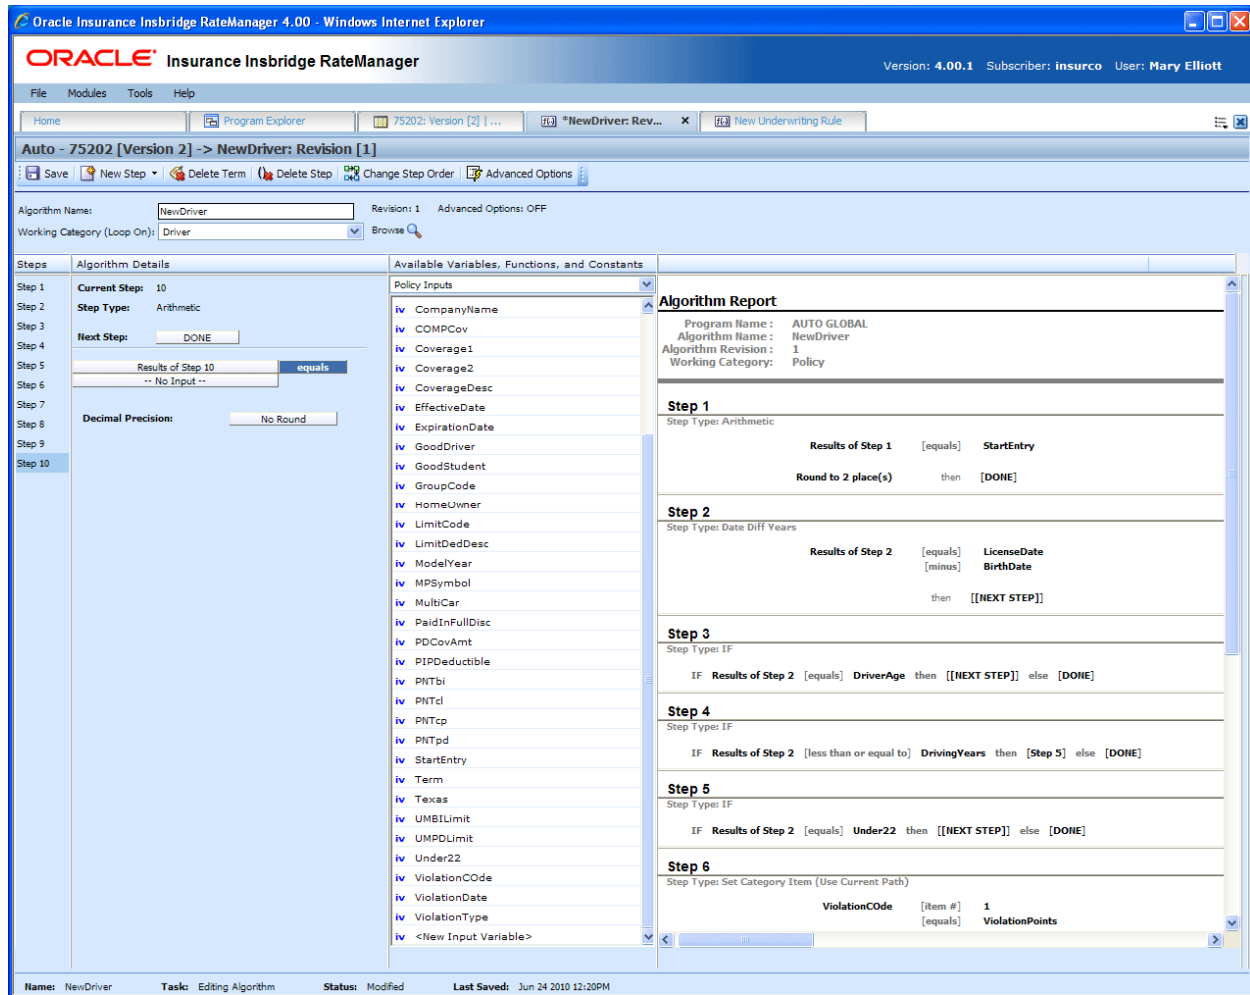 Oracle Insurance Insbridge RateManager 4.00 - Windows Internet Explorer
ORACLE Insurance Insbridge RateManager
Version: 4.00.1 Subscriber: insurco User: Mary Elliott
File Modules Tools Help
Home Program Explorer 75202: Version [2] | ... *NewDriver: Rev... x New Underwriting Rule
Auto - 75202 [Version 2] -> NewDriver: Revision [1]
Save New Step Delete Term Delete Step Change Step Order Advanced Options
Algorithm Name: NewDriver Revision: 1 Advanced Options: OFF
Working Category (Loop On): Driver Browse
Steps
Step 1
Step 2
Step 3
Step 4
Step 5
Step 6
Step 7
Step 8
Step 9
Step 10
Algorithm Details
Current Step: 10
Step Type: Arithmetic
Next Step: DONE
Results of Step 10 equals
-- No Input --
Decimal Precision: No Round
Available Variables, Functions, and Constants
Policy Inputs
iv CompanyName
iv COMPCov
iv Coverage1
iv Coverage2
iv CoverageDesc
iv EffectiveDate
iv ExpirationDate
iv GoodDriver
iv GoodStudent
iv GroupCode
iv HomeOwner
iv LimitCode
iv LimitDedDesc
iv ModelYear
iv MPSymbol
iv MultiCar
iv PaidInFullDisc
iv PDCovAmt
iv PIPDeductible
iv PNTbi
iv PNTcl
iv PNTcp
iv PNTpd
iv StartEntry
iv Term
iv Texas
iv UMBILimit
iv UMPDLimit
iv Under22
iv ViolationCOde
iv ViolationDate
iv ViolationType
iv <New Input Variable>
Algorithm Report
Program Name : AUTO GLOBAL
Algorithm Name : NewDriver
Algorithm Revision : 1
Working Category: Policy
Step 1
Step Type: Arithmetic
Results of Step 1 [equals] StartEntry
Round to 2 place(s) then [DONE]
Step 2
Step Type: Date Diff Years
Results of Step 2 [equals] LicenseDate
[minus] BirthDate
then [[NEXT STEP]]
Step 3
Step Type: IF
IF Results of Step 2 [equals] DriverAge then [[NEXT STEP]] else [DONE]
Step 4
Step Type: IF
IF Results of Step 2 [less than or equal to] DrivingYears then [Step 5] else [DONE]
Step 5
Step Type: IF
IF Results of Step 2 [equals] Under22 then [[NEXT STEP]] else [DONE]
Step 6
Step Type: Set Category Item (Use Current Path)
ViolationCOde [item #] 1
[equals] ViolationPoints
Name: NewDriver Task: Editing Algorithm Status: Modified Last Saved: Jun 24 2010 12:20PM